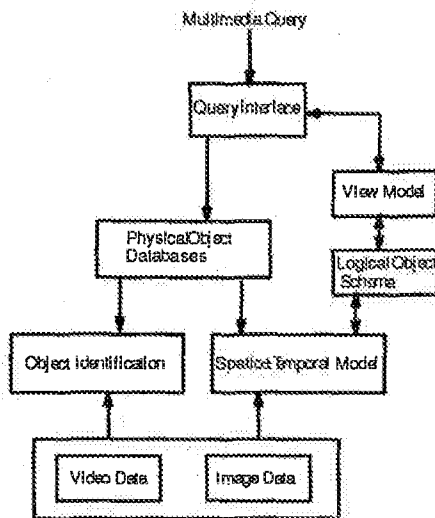 Multimedia Query
Query Interface
View Model
Physical Object
Databases
Logical Object
Schema
Object Identification
Spatio Temporal Model
Video Data
Image Data